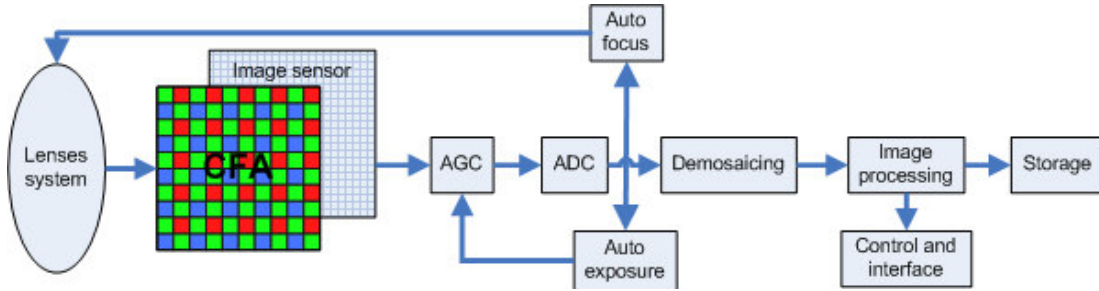 Auto
focus
Image sensor
Lenses
system
CFA
AGC
ADC
Demosaicing
Image
processing
Storage
Auto
exposure
Control and
interface